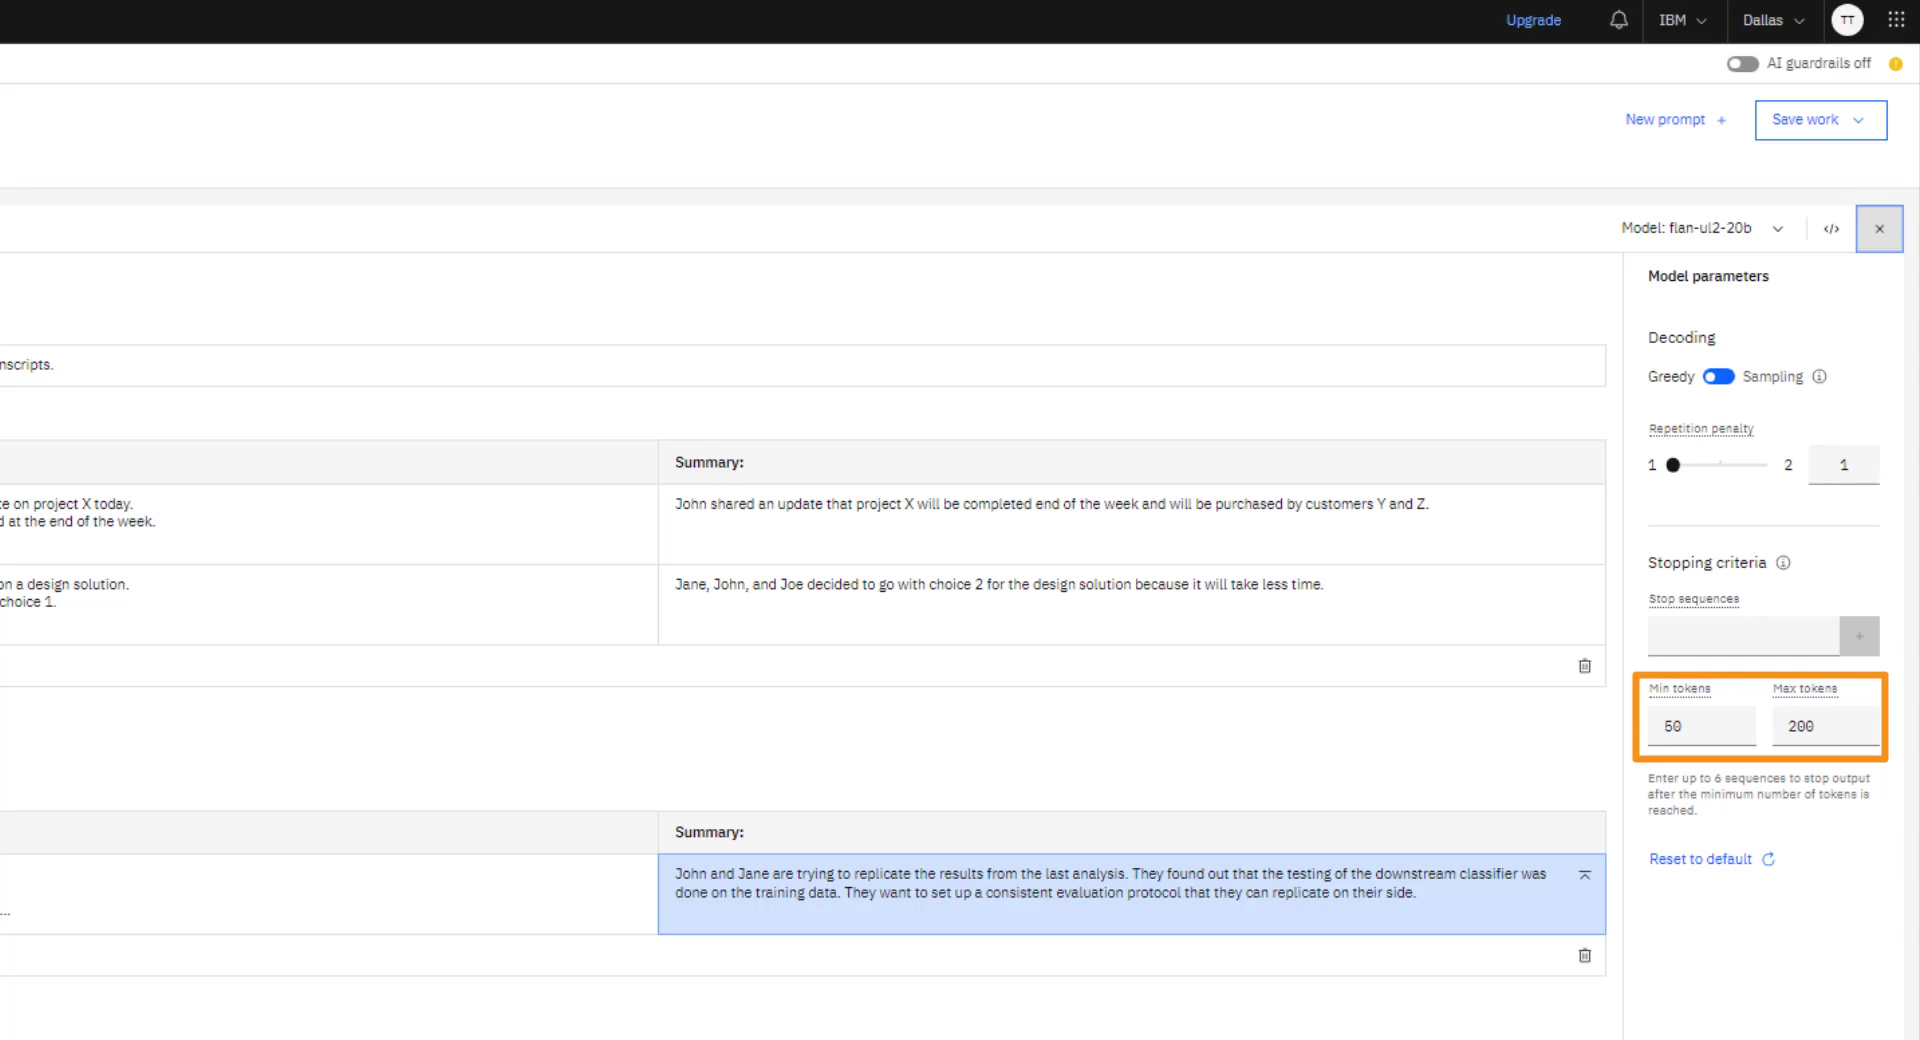 Upgrade
IBM
Dallas
TT
AI guardrails off
New prompt +
Save work
Model: flan-ul2-20b
</>
Model parameters
Decoding
Greedy
Sampling
nscripts.
Repetition penalty
1
2
1
Summary:
te on project X today.
d at the end of the week.
John shared an update that project X will be completed end of the week and will be purchased by customers Y and Z.
on a design solution.
choice 1.
Jane, John, and Joe decided to go with choice 2 for the design solution because it will take less time.
Stopping criteria
Stop sequences
+
Min tokens
Max tokens
50
200
Enter up to 6 sequences to stop output
after the minimum number of tokens is
reached.
Reset to default
Summary:
...
John and Jane are trying to replicate the results from the last analysis. They found out that the testing of the downstream classifier was
done on the training data. They want to set up a consistent evaluation protocol that they can replicate on their side.